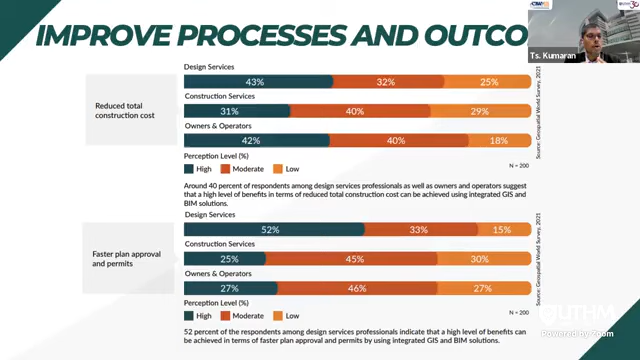 IMPROVE PROCESSES AND OUTCO
Ts. Kumaran
Design Services
43% 32% 25%
Construction Services
Reduced total
construction cost
31% 40% 29%
Owners & Operators
42% 40% 18%
Perception Level (%)
High Moderate Low
N = 200
Source: Geospatial World Survey, 2021
Around 40 percent of respondents among design services professionals as well as owners and operators suggest
that a high level of benefits in terms of reduced total construction cost can be achieved using integrated GIS and
BIM solutions.
Design Services
52% 33% 15%
Construction Services
Faster plan approval
and permits
25% 45% 30%
Owners & Operators
27% 46% 27%
Perception Level (%)
High Moderate Low
N = 200
Source: Geospatial World Survey, 2021
52 percent of the respondents among design services professionals indicate that a high level of benefits can
be achieved in terms of faster plan approval and permits by using integrated GIS and BIM solutions.
UTHM
Powered by Zoom